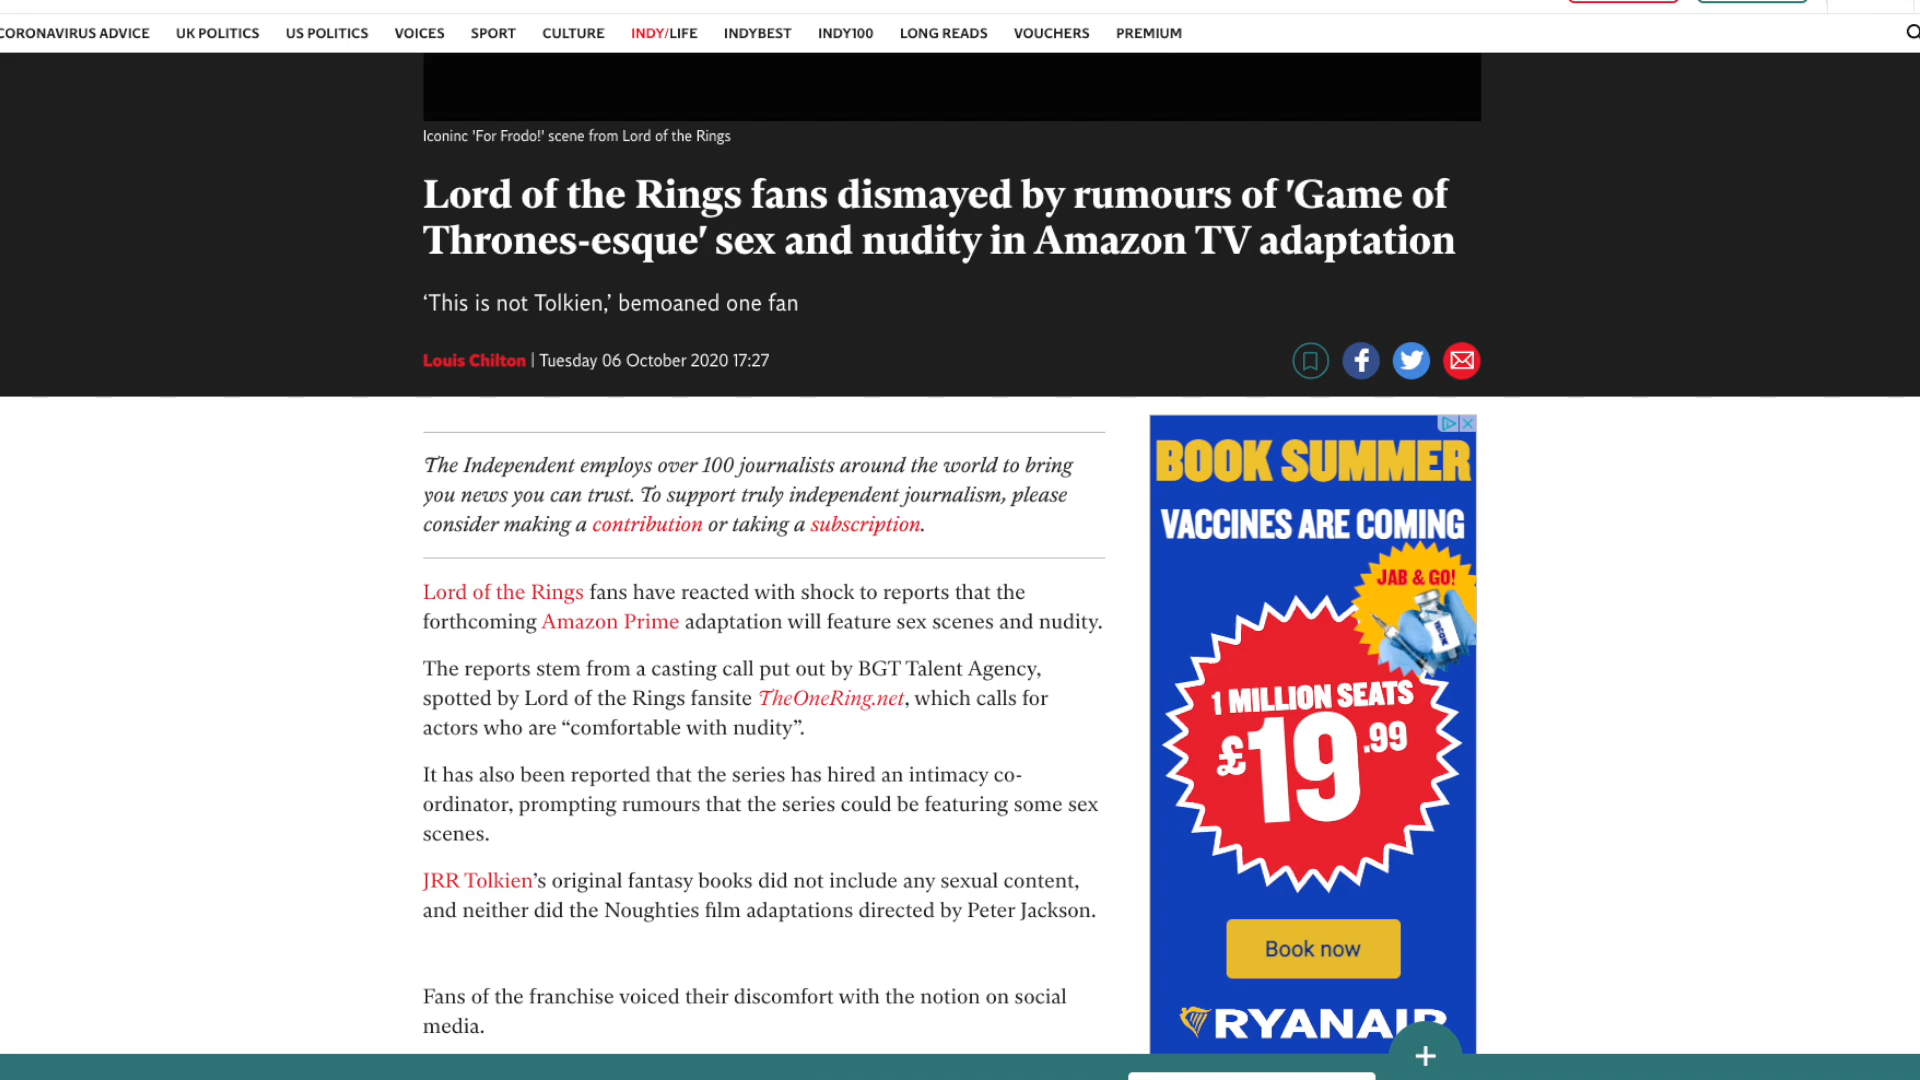 CORONAVIRUS ADVICE UK POLITICS US POLITICS VOICES SPORT CULTURE INDY/LIFE INDYBEST INDY100 LONG READS VOUCHERS PREMIUM
Iconinc 'For Frodo!' scene from Lord of the Rings
Lord of the Rings fans dismayed by rumours of 'Game of
Thrones-esque' sex and nudity in Amazon TV adaptation
‘This is not Tolkien,’ bemoaned one fan
Louis Chilton | Tuesday 06 October 2020 17:27
The Independent employs over 100 journalists around the world to bring
you news you can trust. To support truly independent journalism, please
consider making a contribution or taking a subscription.
Lord of the Rings fans have reacted with shock to reports that the
forthcoming Amazon Prime adaptation will feature sex scenes and nudity.
The reports stem from a casting call put out by BGT Talent Agency,
spotted by Lord of the Rings fansite TheOneRing.net, which calls for
actors who are “comfortable with nudity”.
It has also been reported that the series has hired an intimacy co-
ordinator, prompting rumours that the series could be featuring some sex
scenes.
JRR Tolkien’s original fantasy books did not include any sexual content,
and neither did the Noughties film adaptations directed by Peter Jackson.
Fans of the franchise voiced their discomfort with the notion on social
media.
BOOK SUMMER
VACCINES ARE COMING
JAB & GO!
1 MILLION SEATS
£19.99
Book now
RYANAIR